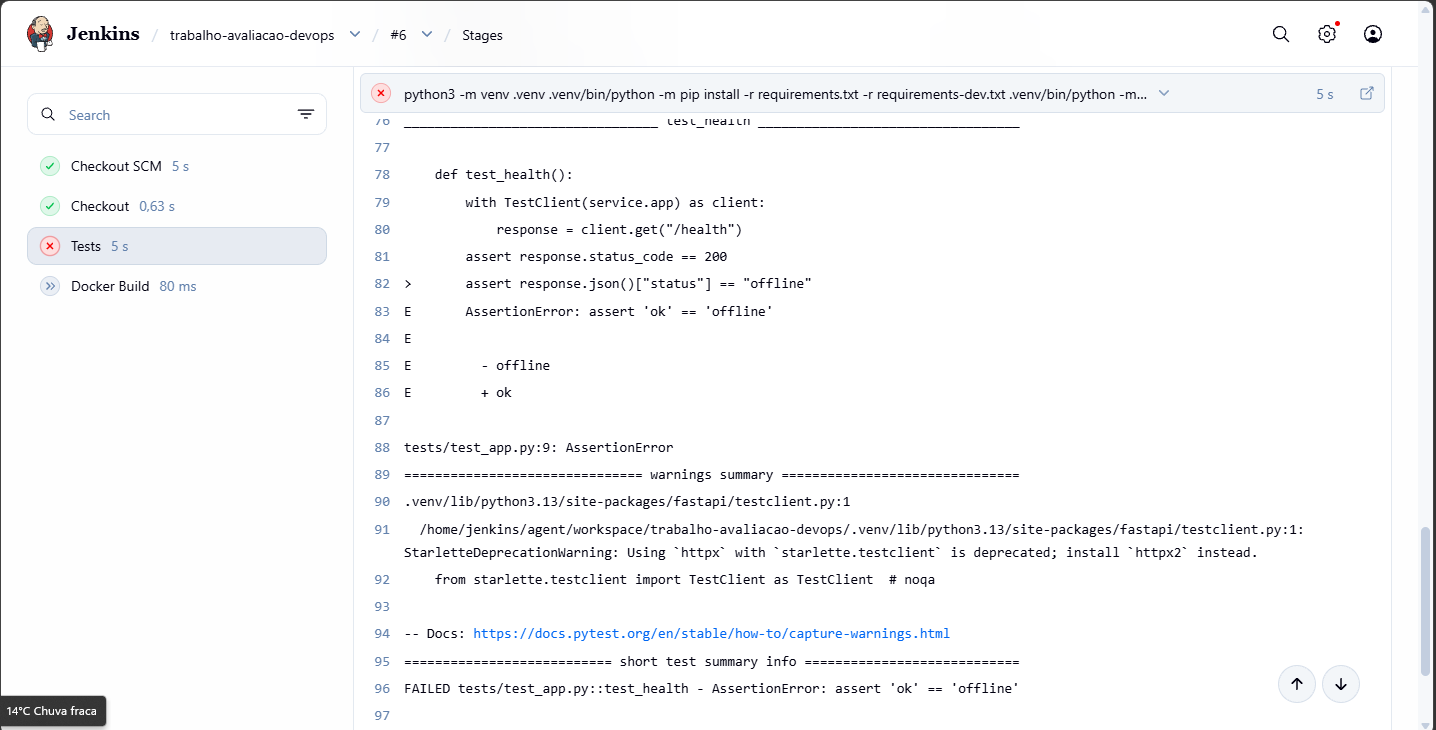 Jenkins / trabalho-avaliacao-devops / #6 / Stages
Search
Checkout SCM 5 s
Checkout 0,63 s
Tests 5 s
Docker Build 80 ms
python3 -m venv .venv .venv/bin/python -m pip install -r requirements.txt -r requirements-dev.txt .venv/bin/python -m... 5 s
76 _________________________________ test_health __________________________________
77
78 def test_health():
79 with TestClient(service.app) as client:
80 response = client.get("/health")
81 assert response.status_code == 200
82 > assert response.json()["status"] == "offline"
83 E AssertionError: assert 'ok' == 'offline'
84 E
85 E - offline
86 E + ok
87
88 tests/test_app.py:9: AssertionError
89 =============================== warnings summary ===============================
90 .venv/lib/python3.13/site-packages/fastapi/testclient.py:1
91 /home/jenkins/agent/workspace/trabalho-avaliacao-devops/.venv/lib/python3.13/site-packages/fastapi/testclient.py:1:
StarletteDeprecationWarning: Using `httpx` with `starlette.testclient` is deprecated; install `httpx2` instead.
92 from starlette.testclient import TestClient as TestClient # noqa
93
94 -- Docs: https://docs.pytest.org/en/stable/how-to/capture-warnings.html
95 =========================== short test summary info ============================
96 FAILED tests/test_app.py::test_health - AssertionError: assert 'ok' == 'offline'
97
14°C Chuva fraca